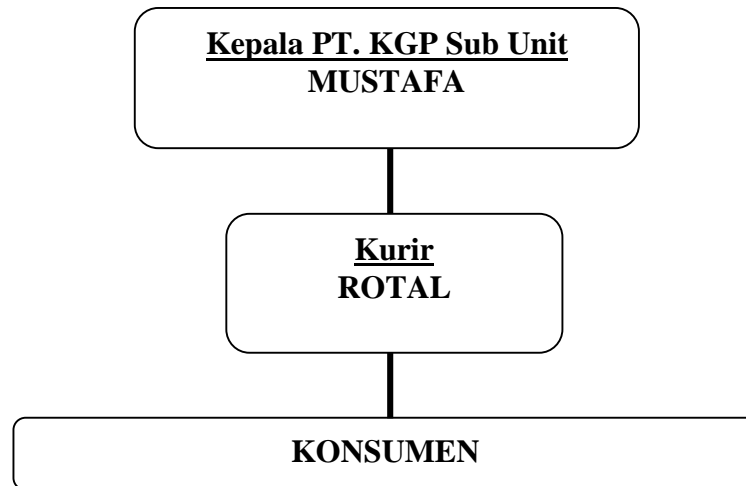 Kepala PT. KGP Sub Unit
MUSTAFA
Kurir
ROTAL
KONSUMEN